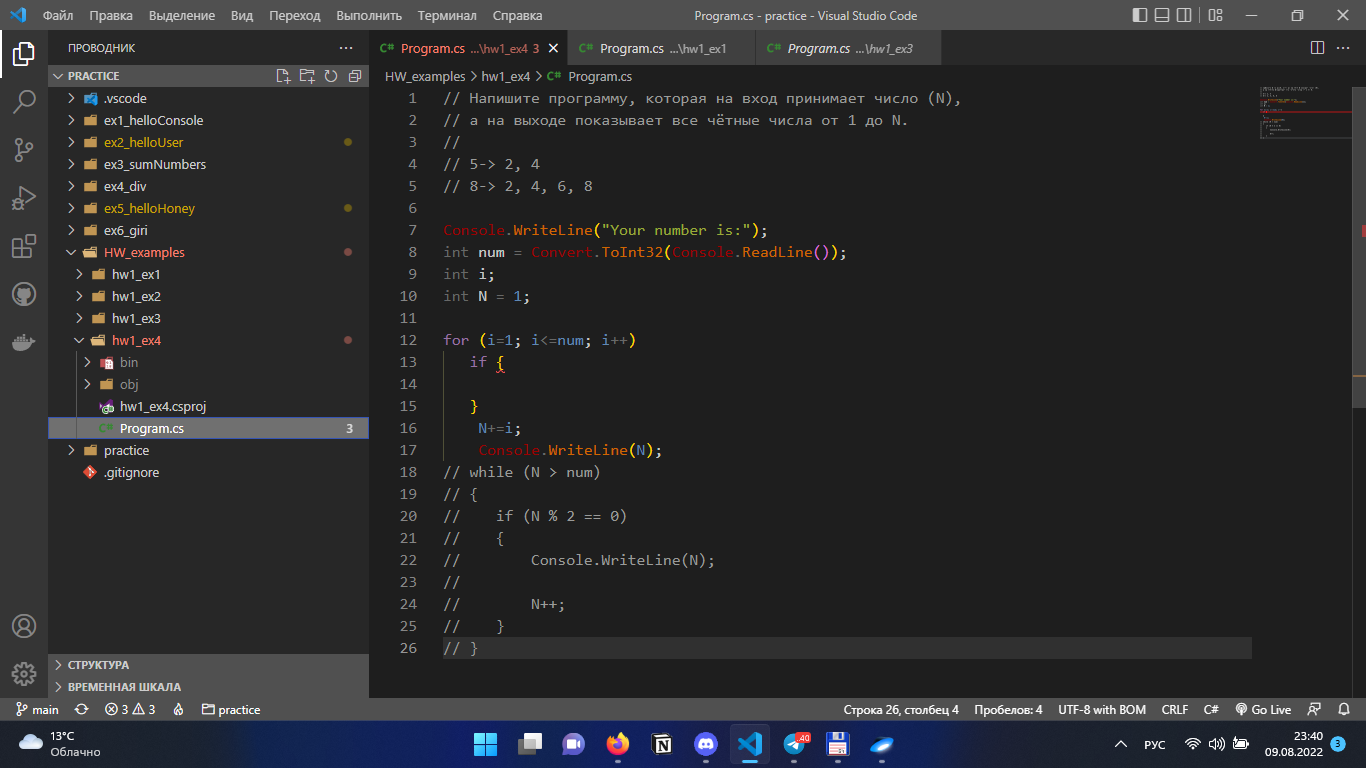 Файл Правка Выделение Вид Переход Выполнить Терминал Справка Program.cs - practice - Visual Studio Code
ПРОВОДНИК
PRACTICE
.vscode
ex1_helloConsole
ex2_helloUser
ex3_sumNumbers
ex4_div
ex5_helloHoney
ex6_giri
HW_examples
hw1_ex1
hw1_ex2
hw1_ex3
hw1_ex4
bin
obj
hw1_ex4.csproj
Program.cs 3
practice
.gitignore
СТРУКТУРА
ВРЕМЕННАЯ ШКАЛА
C# Program.cs ...\hw1_ex4 3 C# Program.cs ...\hw1_ex1 C# Program.cs ...\hw1_ex3
HW_examples > hw1_ex4 > C# Program.cs
1 // Напишите программу, которая на вход принимает число (N),
2 // а на выходе показывает все чётные числа от 1 до N.
3 //
4 // 5-> 2, 4
5 // 8-> 2, 4, 6, 8
6
7 Console.WriteLine("Your number is:");
8 int num = Convert.ToInt32(Console.ReadLine());
9 int i;
10 int N = 1;
11
12 for (i=1; i<=num; i++)
13 if {
14
15 }
16 N+=i;
17 Console.WriteLine(N);
18 // while (N > num)
19 // {
20 // if (N % 2 == 0)
21 // {
22 // Console.WriteLine(N);
23 //
24 // N++;
25 // }
26 // }
main 3 3 practice Строка 26, столбец 4 Пробелов: 4 UTF-8 with BOM CRLF C# Go Live
13°C
Облачно
40
РУС
23:40
09.08.2022
3